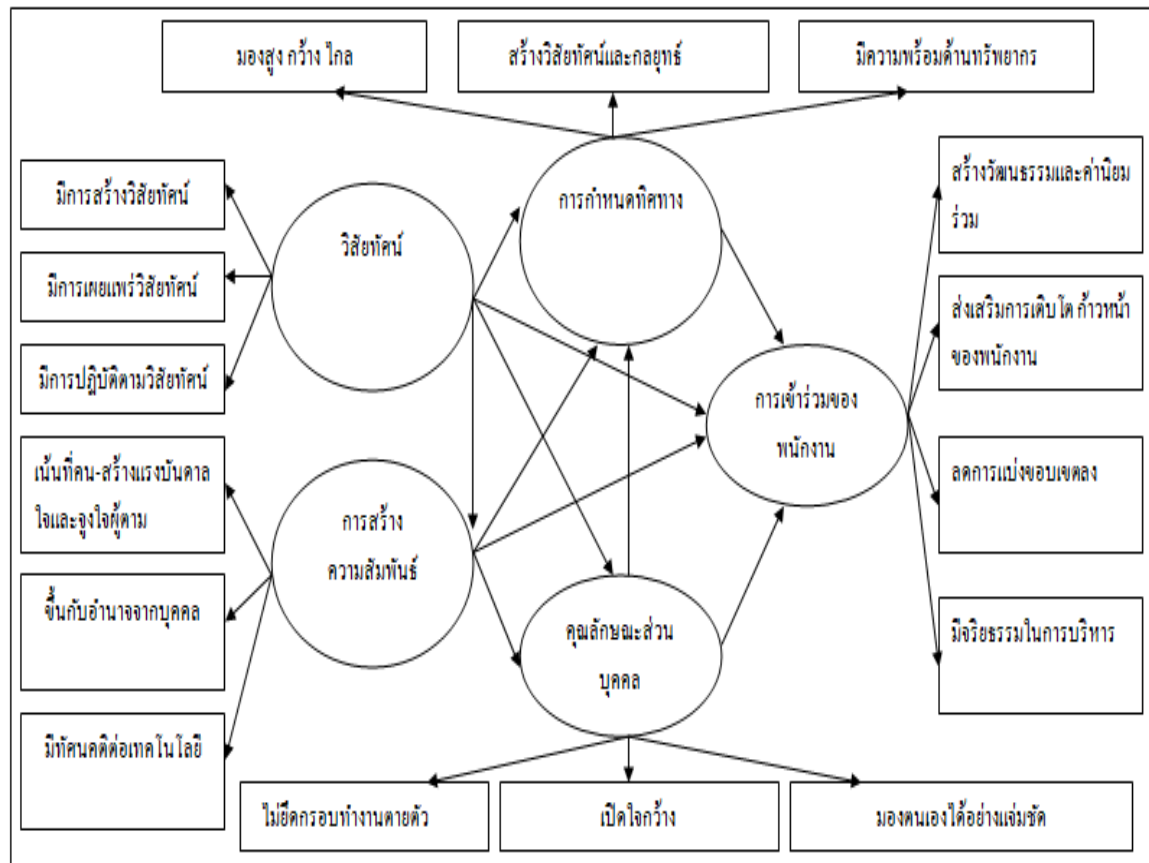 มองสูง กว้าง ไกล
สร้างวิสัยทัศน์และกลยุทธ์
มีความพร้อมด้านทรัพยากร
มีการสร้างวิสัยทัศน์
มีการเผยแพร่วิสัยทัศน์
มีการปฏิบัติตามวิสัยทัศน์
เน้นที่คน-สร้างแรงบันดาล
ใจและจูงใจผู้ตาม
ขึ้นกับอำนาจจากบุคคล
มีทัศนคติต่อเทคโนโลยี
วิสัยทัศน์
การสร้าง
ความสัมพันธ์
การกำหนดทิศทาง
คุณลักษณะส่วน
บุคคล
การเข้าร่วมของ
พนักงาน
สร้างวัฒนธรรมและค่านิยม
ร่วม
ส่งเสริมการเติบโต ก้าวหน้า
ของพนักงาน
ลดการแบ่งขอบเขตลง
มีจริยธรรมในการบริหาร
ไม่ยึดกรอบทำงานตายตัว
เปิดใจกว้าง
มองตนเองได้อย่างแจ่มชัด